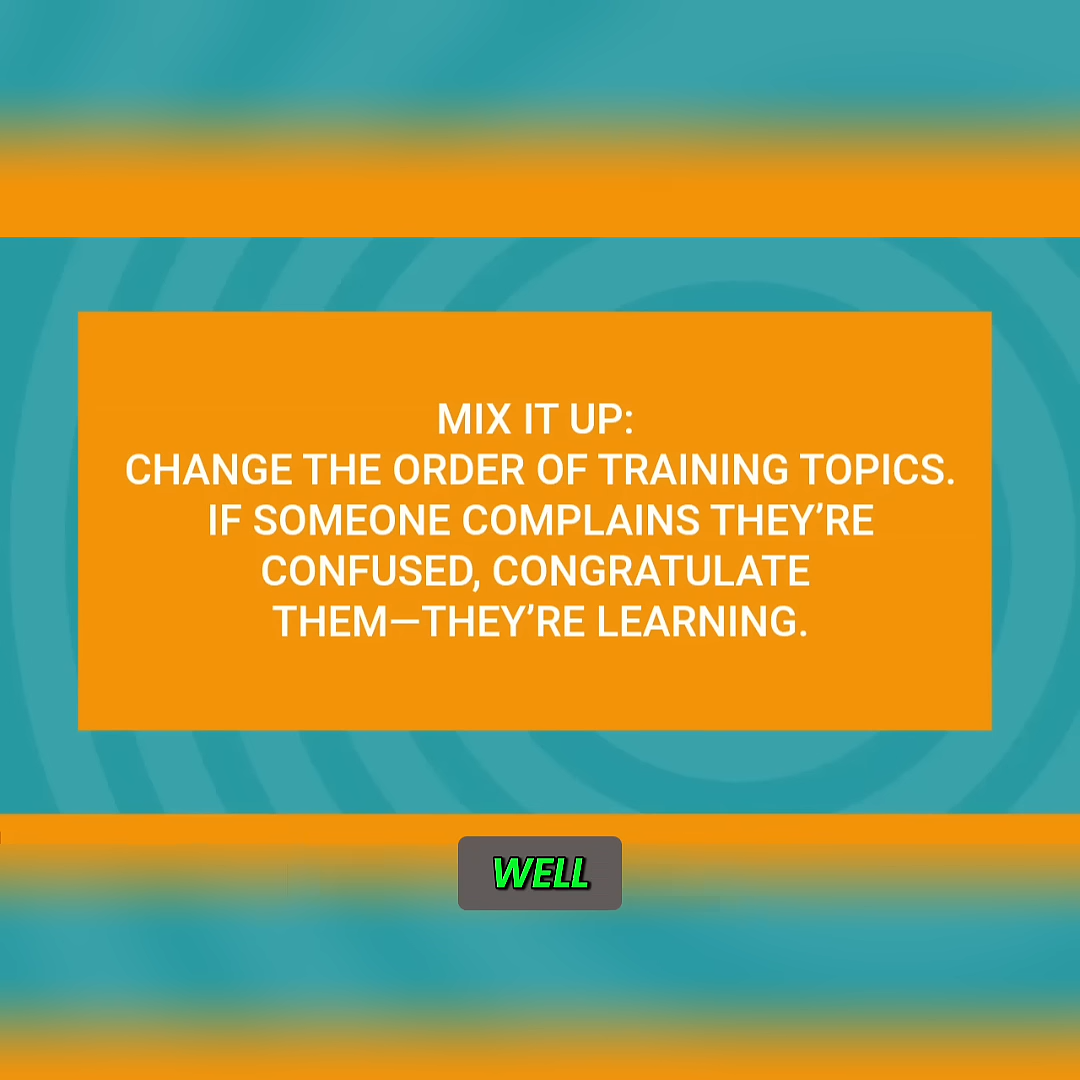 MIX IT UP:
CHANGE THE ORDER OF TRAINING TOPICS.
IF SOMEONE COMPLAINS THEY’RE
CONFUSED, CONGRATULATE
THEM—THEY’RE LEARNING.
WELL